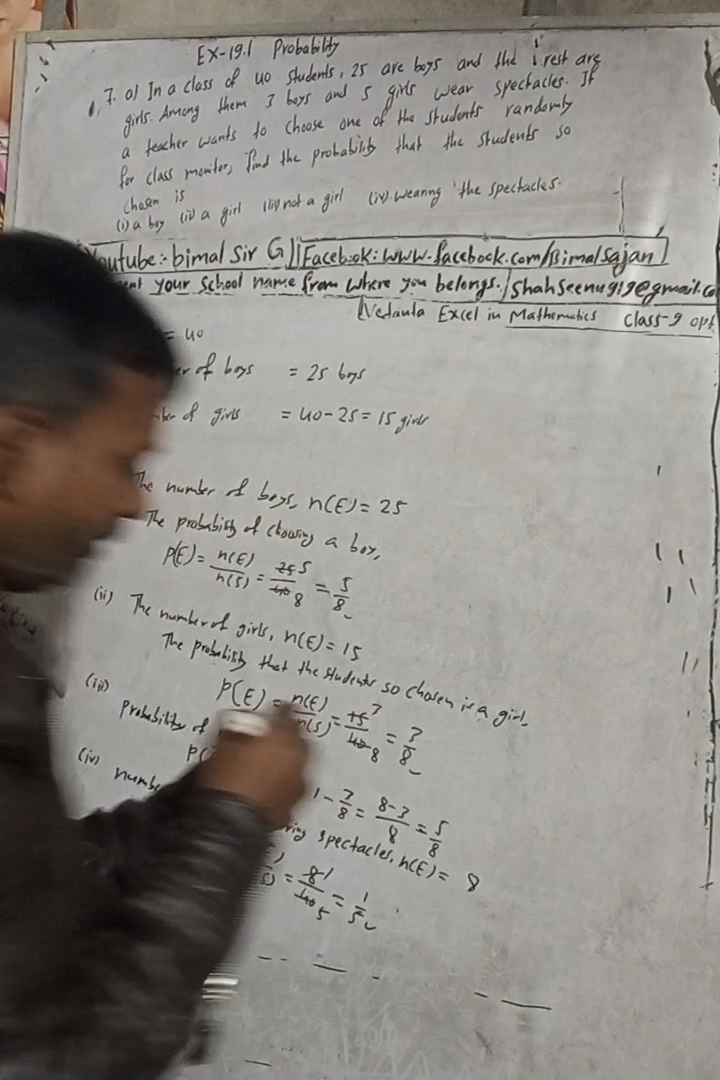 EX-19.1 Probability
7. a) In a class of 40 students, 25 are boys and the rest are
girls. Among them 3 boys and 5 girls wear spectacles. If
a teacher wants to choose one of the students randomly
for class moniter, find the probability that the students so
chosen is
(i) a boy (ii) a girl (iii) not a girl (iv) wearing the spectacles.
Youtube:- bimal Sir G Facebook: www.facebook.com/Bimalsajan
your School name from where you belongs. / shahseenu919@gmail.co
Vedanta Excel in Mathematics Class-9 opt
= 40
of boys = 25 boys
of girls = 40-25 = 15 girls
The number of boys, n(E) = 25
The probability of choosing a boy,
P(E) = n(E)/n(S) = 25 5/40 8 = 5/8
(ii) The number of girls, n(E) = 15
The probability that the students so chosen is a girl,
P(E) = n(E)/n(S) = 15 3/40 8 = 3/8
(iii) Probability of
1 - 3/8 = 8-3/8 = 5/8
(iv) spectacles, n(E) = 8
= 8 1/40 5 = 1/5